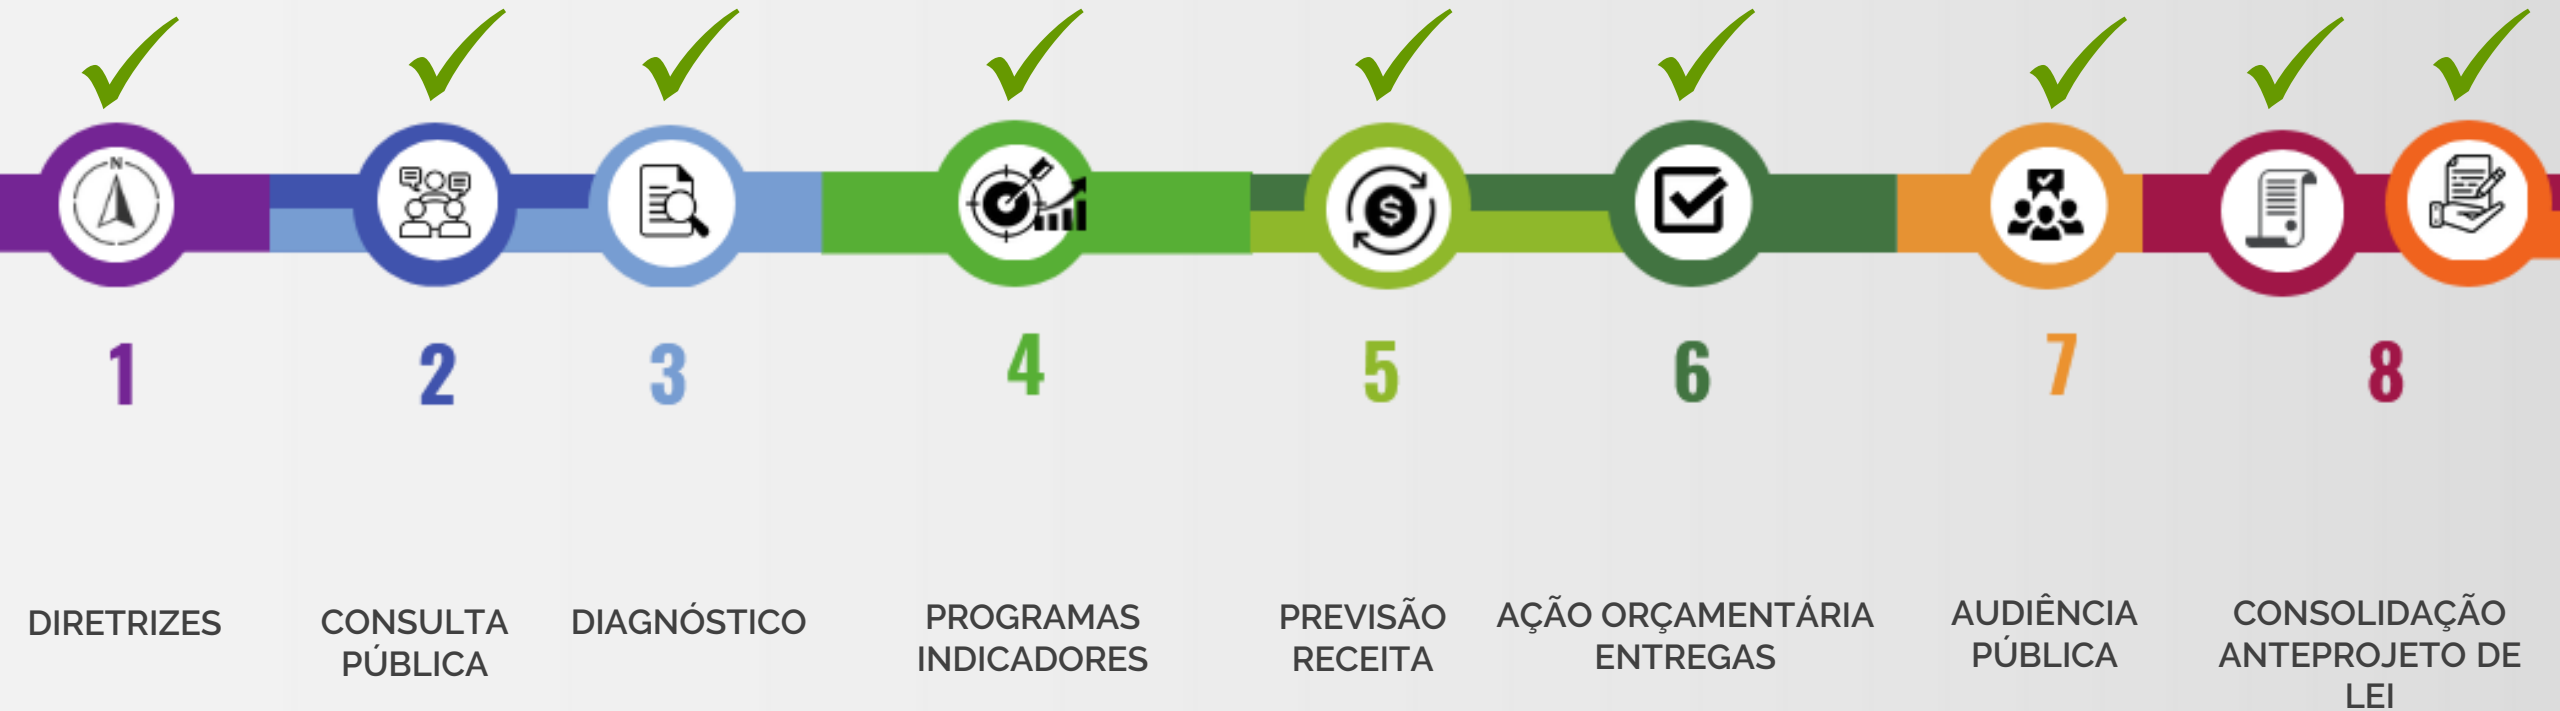 N
$
1
2
3
4
5
6
7
8
DIRETRIZES
CONSULTA
PÚBLICA
DIAGNÓSTICO
PROGRAMAS
INDICADORES
PREVISÃO
RECEITA
AÇÃO ORÇAMENTÁRIA
ENTREGAS
AUDIÊNCIA
PÚBLICA
CONSOLIDAÇÃO
ANTEPROJETO DE
LEI